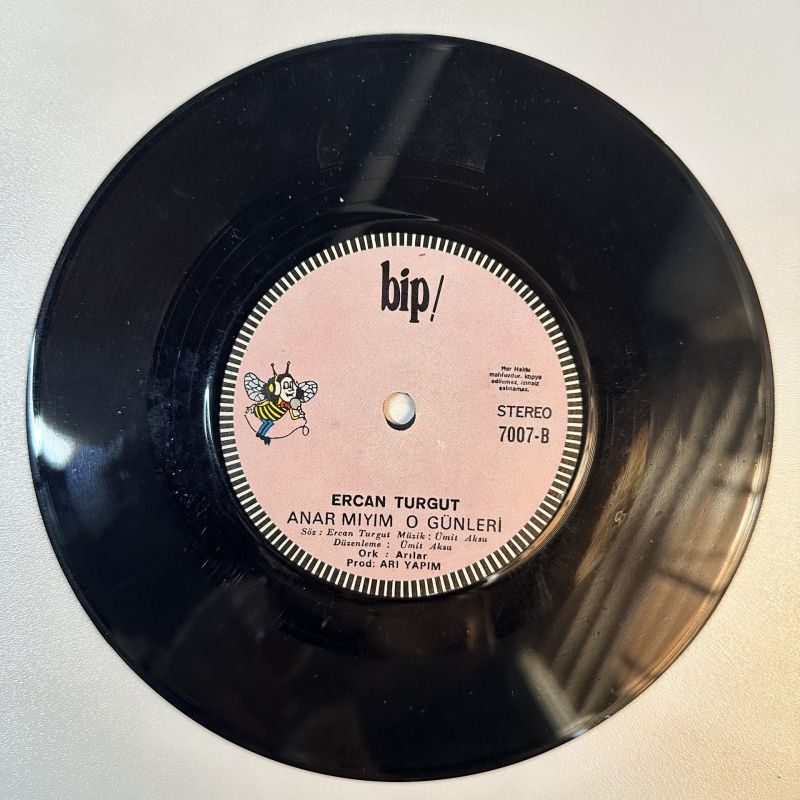 bip!
Her Hakkı
mahfuzdur. kopya
edilemez, izinsiz
çalınamaz.
STEREO
7007-B
ERCAN TURGUT
ANAR MIYIM O GÜNLERİ
Söz : Ercan Turgut Müzik : Ümit Aksu
Düzenleme : Ümit Aksu
Ork : Arılar
Prod: ARI YAPIM